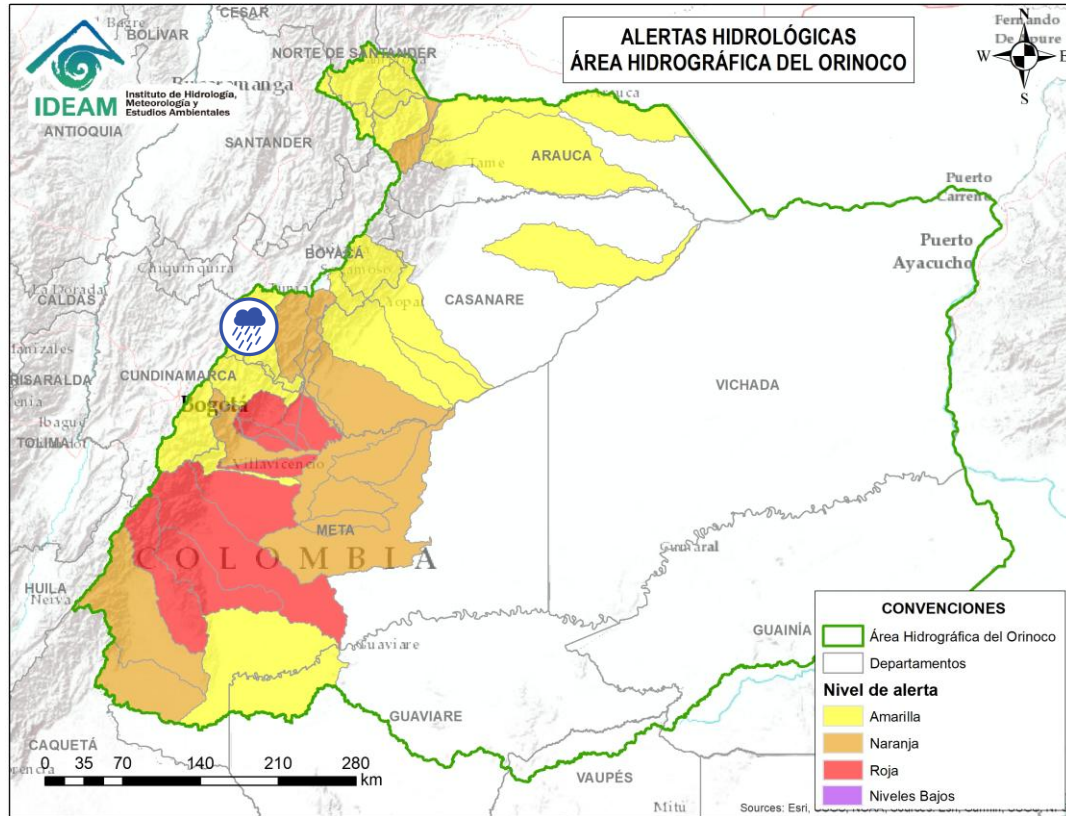 ALERTAS HIDROLÓGICAS
ÁREA HIDROGRÁFICA DEL ORINOCO
N
W
E
S
IDEAM
Instituto de Hidrología,
Meteorología y
Estudios Ambientales
CESAR
BOLÍVAR
NORTE DE SANTANDER
ANTIOQUIA
SANTANDER
ARAUCA
Tame
Puerto
Carreño
Puerto
Ayacucho
BOYACÁ
Chiquinquira
La Dorada
CALDAS
Yopal
CASANARE
VICHADA
CUNDINAMARCA
RISARALDA
Bogotá
Ibagué
TOLIMA
Villavicencio
META
COLOMBIA
HUILA
Neiva
GUAINÍA
GUAVIARE
CAQUETÁ
VAUPÉS
Mitú
0 35 70 140 210 280
km
CONVENCIONES
Área Hidrográfica del Orinoco
Departamentos
Nivel de alerta
Amarilla
Naranja
Roja
Niveles Bajos
Sources: Esri,